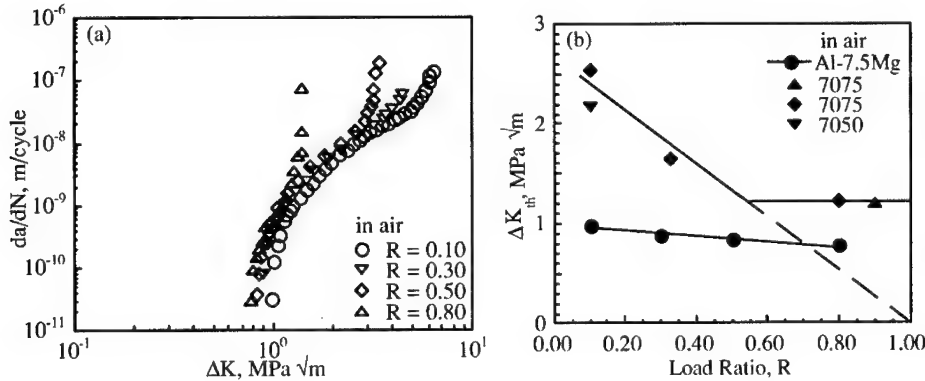 (a)
da/dN, m/cycle
10^-6
10^-7
10^-8
10^-9
10^-10
10^-11
in air
R = 0.10
R = 0.30
R = 0.50
R = 0.80
10^-1
10^0
10^1
ΔK, MPa √m
(b)
ΔK_th, MPa √m
3
2
1
0
in air
Al-7.5Mg
7075
7075
7050
0.00
0.20
0.40
0.60
0.80
1.00
Load Ratio, R